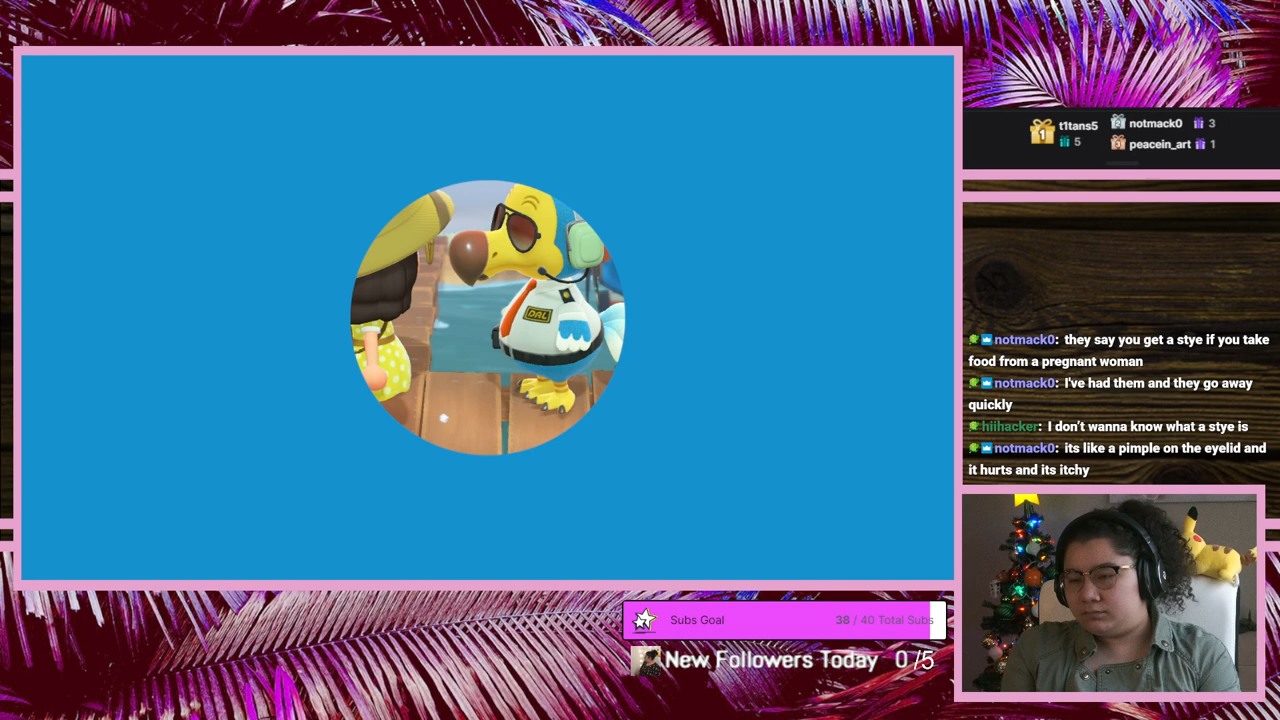 t1tans5
5
notmack0 3
peacein_art 1
DAL
notmack0: they say you get a stye if you take
food from a pregnant woman
notmack0: I've had them and they go away
quickly
hiihacker: I don't wanna know what a stye is
notmack0: its like a pimple on the eyelid and
it hurts and its itchy
Subs Goal 38 / 40 Total Subs
New Followers Today 0 /5